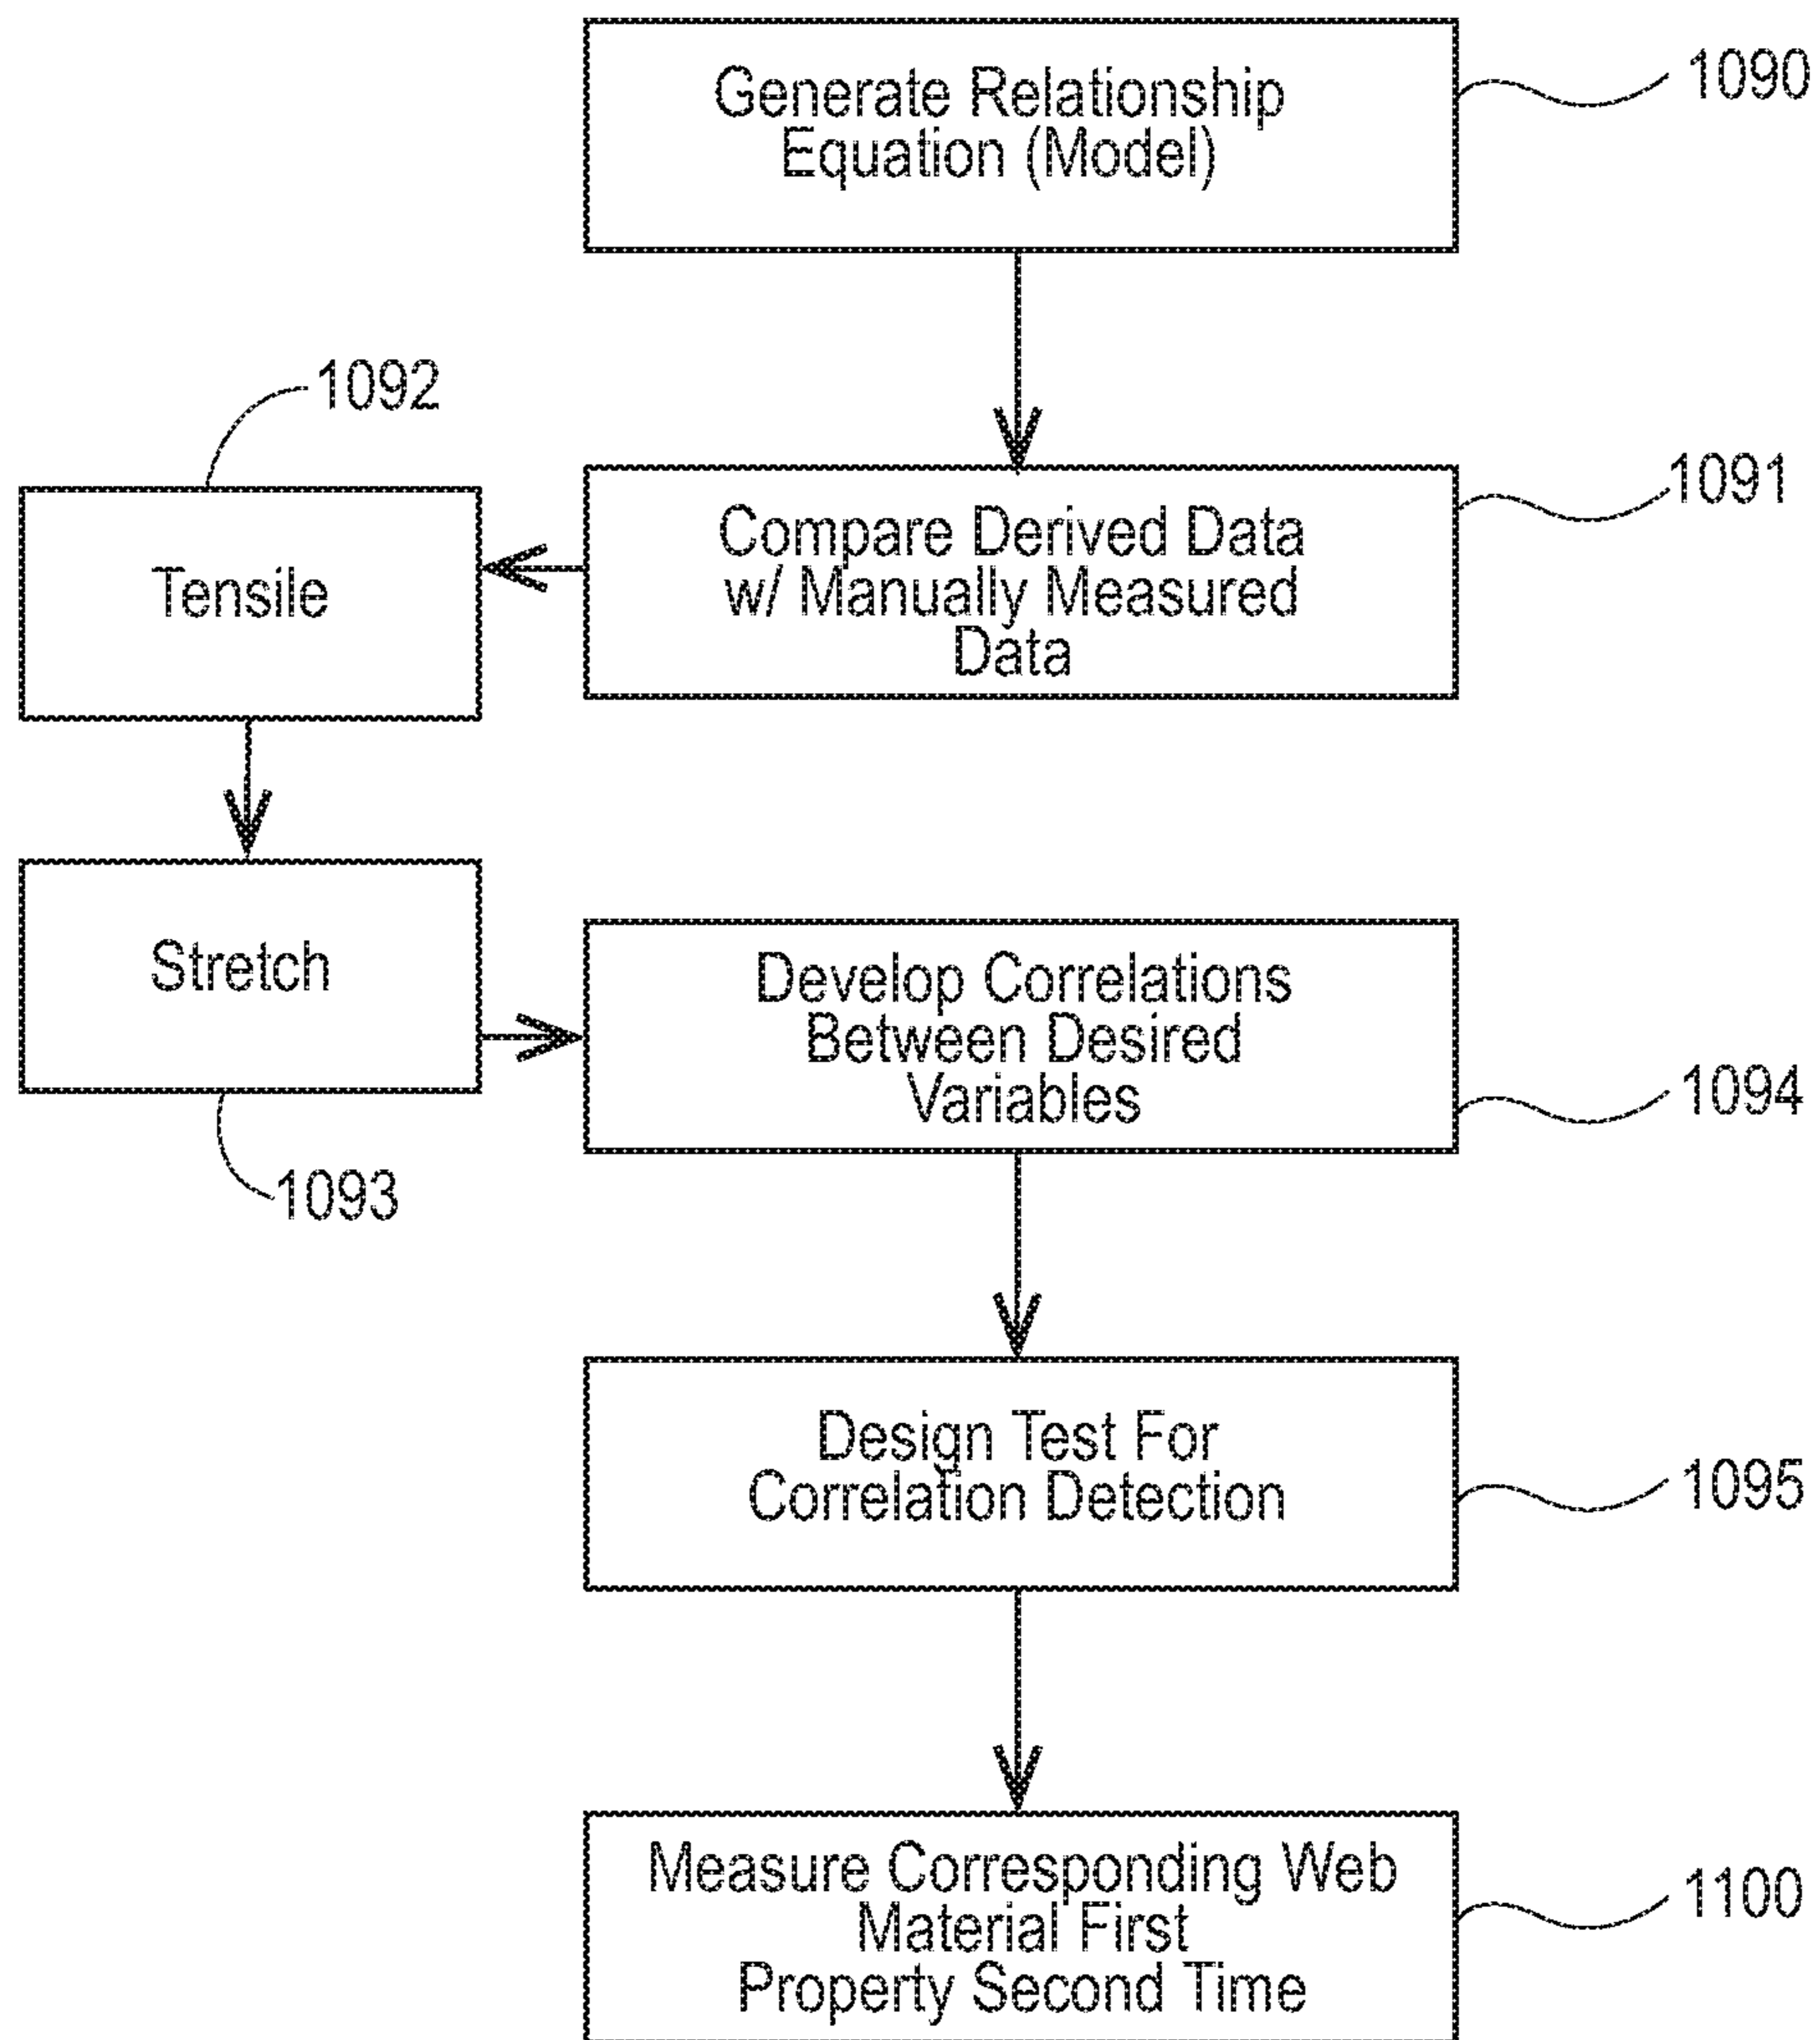 Generate Relationship
Equation (Model)
1090
1092
Compare Derived Data
w/ Manually Measured
Data
1091
Tensile
Stretch
1093
Develop Correlations
Between Desired
Variables
1094
Design Test For
Correlation Detection
1095
Measure Corresponding Web
Material First
Property Second Time
1100